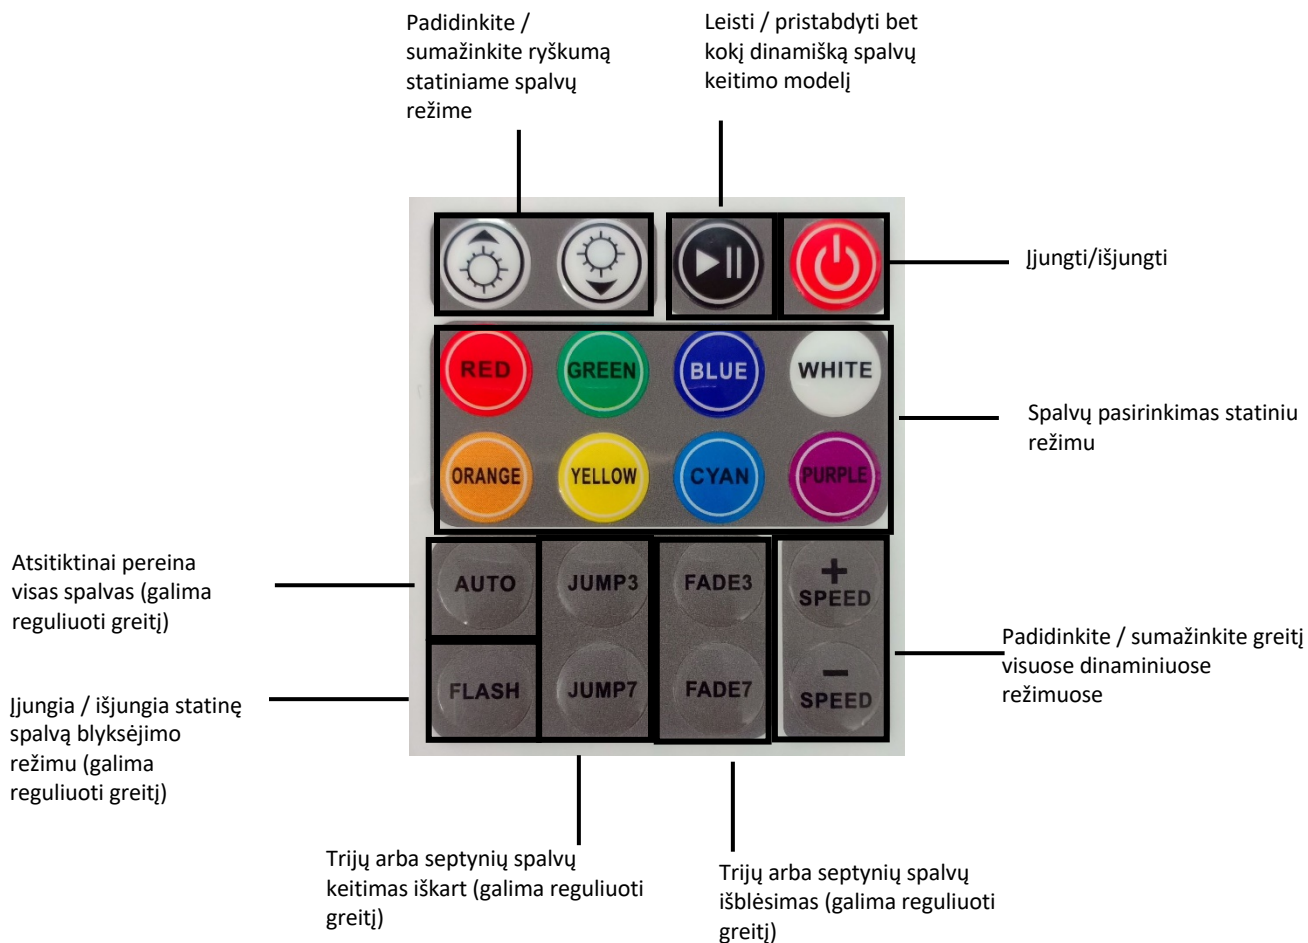 Padidinkite /
sumažinkite ryškumą
statiniame spalvų
režime
Leisti / pristabdyti bet
kokį dinamišką spalvų
keitimo modelį
Įjungti/išjungti
RED
GREEN
BLUE
WHITE
Spalvų pasirinkimas statiniu
režimu
ORANGE
YELLOW
CYAN
PURPLE
Atsitiktinai pereina
visas spalvas (galima
reguliuoti greitį)
AUTO
JUMP3
FADE3
+
SPEED
Padidinkite / sumažinkite greitį
visuose dinaminiuose
režimuose
Įjungia / išjungia statinę
spalvą blyksėjimo
režimu (galima
reguliuoti greitį)
FLASH
JUMP7
FADE7
–
SPEED
Trijų arba septynių spalvų
keitimas iškart (galima reguliuoti
greitį)
Trijų arba septynių spalvų
išblėsimas (galima reguliuoti
greitį)